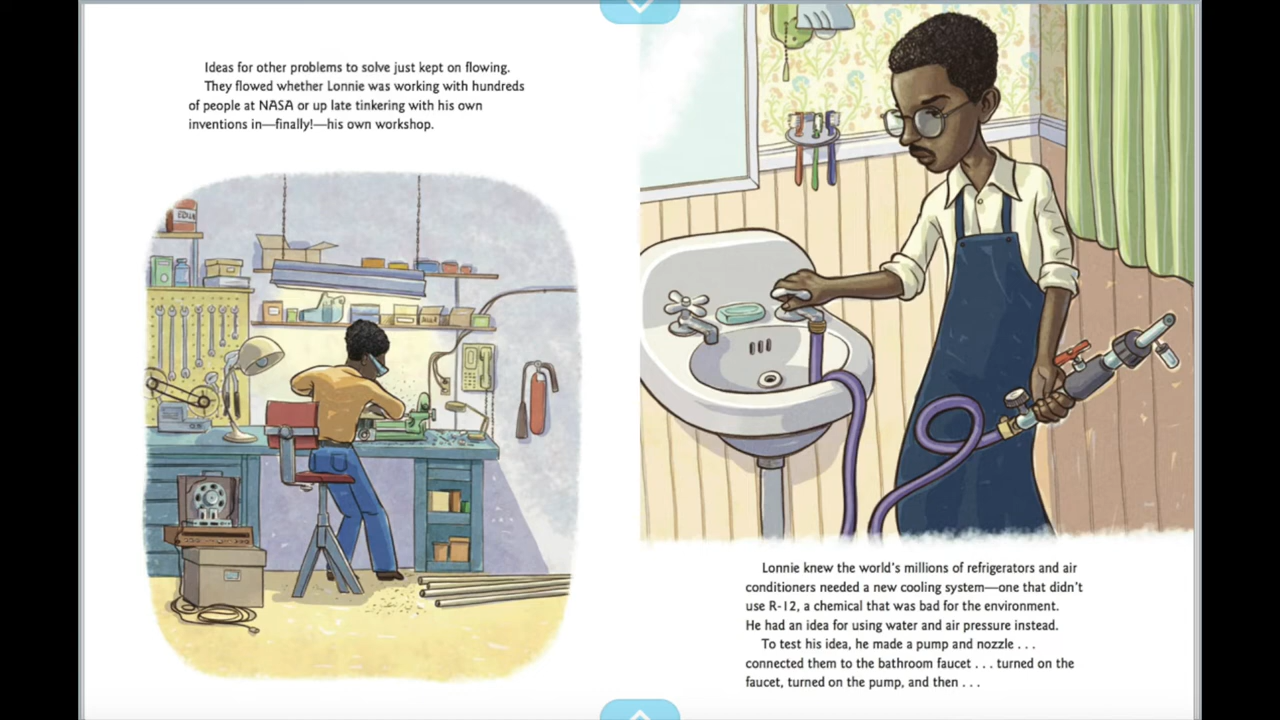 Ideas for other problems to solve just kept on flowing.
They flowed whether Lonnie was working with hundreds
of people at NASA or up late tinkering with his own
inventions in—finally!—his own workshop.
Lonnie knew the world's millions of refrigerators and air
conditioners needed a new cooling system—one that didn't
use R-12, a chemical that was bad for the environment.
He had an idea for using water and air pressure instead.
To test his idea, he made a pump and nozzle . . .
connected them to the bathroom faucet . . . turned on the
faucet, turned on the pump, and then . . .